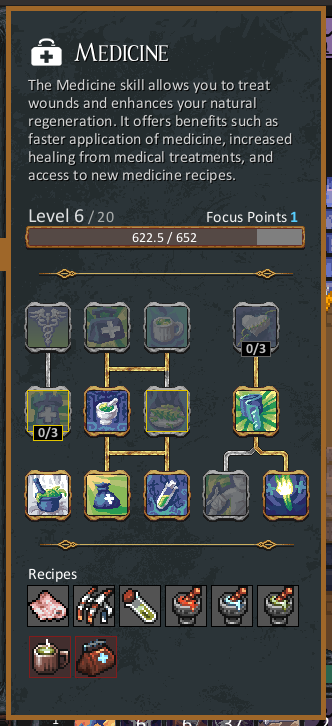 MEDICINE
The Medicine skill allows you to treat
wounds and enhances your natural
regeneration. It offers benefits such as
faster application of medicine, increased
healing from medical treatments, and
access to new medicine recipes.
Level 6 / 20 Focus Points 1
622.5 / 652
0/3
0/3
Recipes